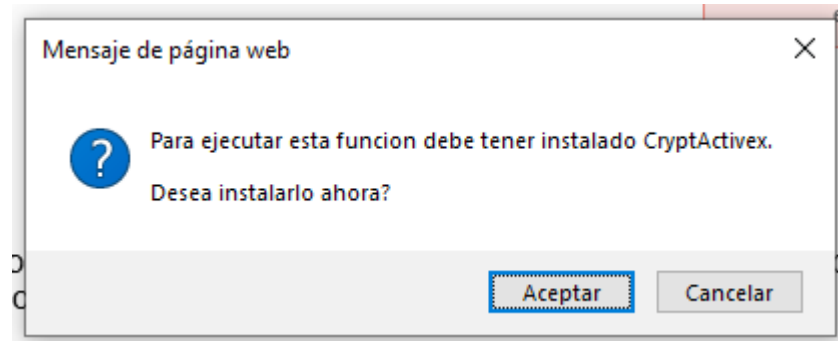 Mensaje de página web
Para ejecutar esta funcion debe tener instalado CryptActivex.
Desea instalarlo ahora?
Aceptar
Cancelar